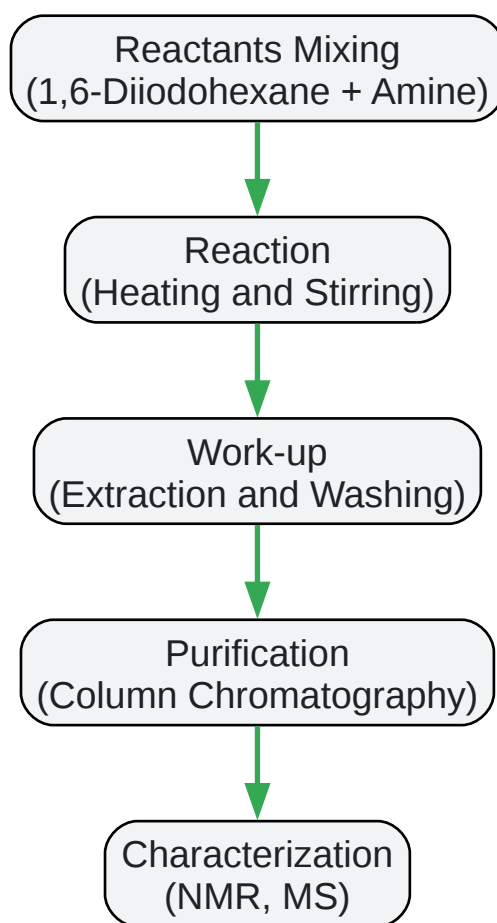 Reactants Mixing
(1,6-Diiodohexane + Amine)
Reaction
(Heating and Stirring)
Work-up
(Extraction and Washing)
Purification
(Column Chromatography)
Characterization
(NMR, MS)